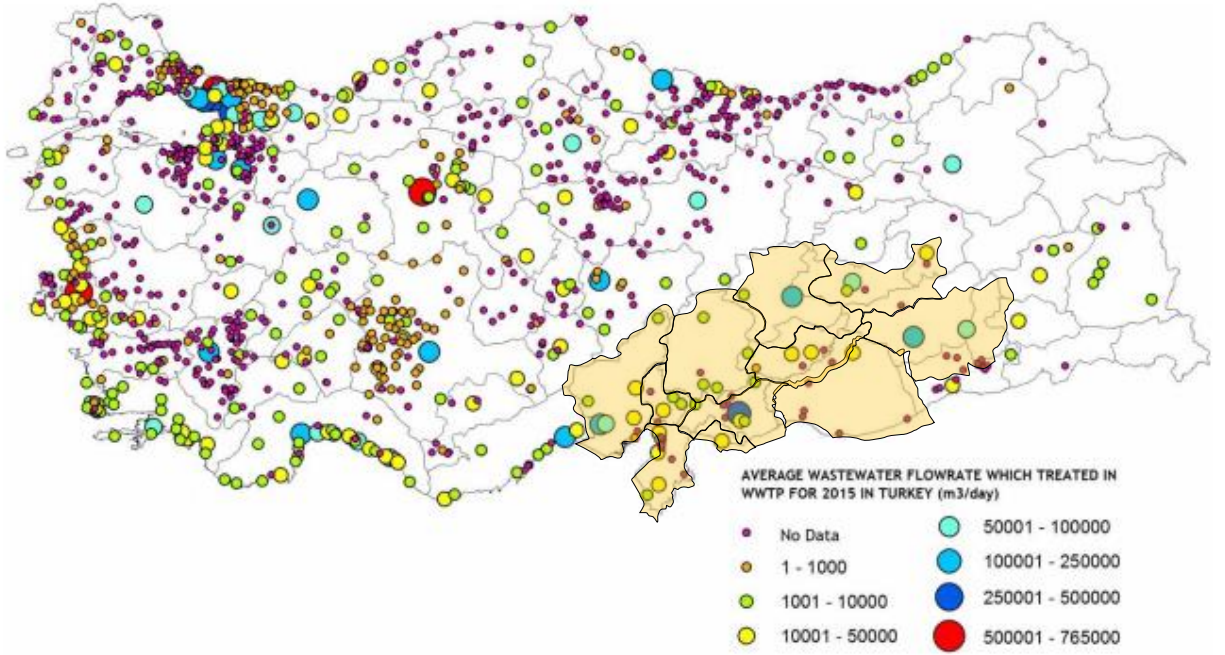 AVERAGE WASTEWATER FLOWRATE WHICH TREATED IN
WWTP FOR 2015 IN TURKEY (m3/day)
No Data
1 - 1000
1001 - 10000
10001 - 50000
50001 - 100000
100001 - 250000
250001 - 500000
500001 - 765000